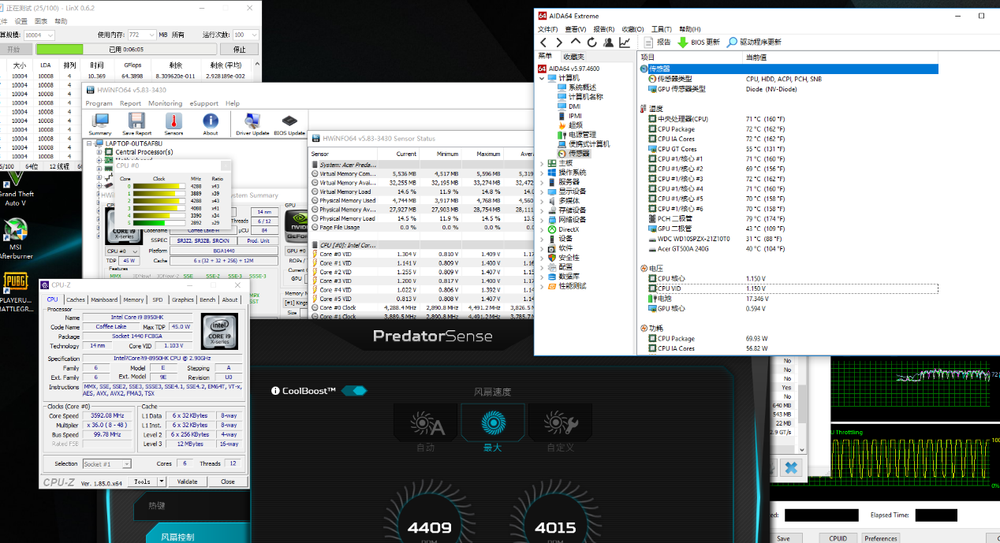 正在测试 (25/100) - LinX 0.6.2
设置 图表 帮助
10004 使用内存: 772 MiB 所有 运行次数: 100
开始 已用 0:06:05 停止
大小 LDA 排列 时间 GFlops 剩余 剩余 (平均)
10004 10008 4 10.369 64.3898 8.309620e-011 2.928189e-002
10004 10008 4
10004 10008 4
10004 10008 4
10004 10008 4
10004 10008 4
10004 10008 4
10004 10008 4
10004 10008 4
10004 10008 4
5/100 64位 12 线程
Grand Theft
Auto V
MSI
Afterburner
PUBG
PLAYERU...
BATTLEGR...
HWiNFO64 v5.83-3430
Program Report Monitoring eSupport Help
Summary Save Report Sensors About Driver Update BIOS Update
LAPTOP-0UT6AF8U
Central Processor(s)
CPU #0
Core Clock MHz Ratio
0 4288 x43
1 3889 x39
2 4288 x43
3 4088 x41
4 3390 x34
5 2892 x29
stem Summary
GPU
14 nm
Threads 6 / 12
84
SSPEC SR3Z2, SR3ZB, SRCKN Prod. Unit
CPU #0 Platform BGA1440
TDP 45 W Cache 6 x (32 + 32 + 256) + 12M
Features
GPU #0
ROPs /
Current
GPU
Memory
[#1] Kings
Size
HWiNFO64 v5.83-3430 Sensor Status
Sensor Current Minimum Maximum Avera
System: Acer Preda...
Virtual Memory Com... 5,536 MB 4,517 MB 5,596 MB 5,319
Virtual Memory Avai... 32,255 MB 32,195 MB 33,274 MB 32,472
Virtual Memory Load 14.6 % 11.9 % 14.8 % 14.0
Physical Memory Used 4,744 MB 3,917 MB 4,768 MB 4,560
Physical Memory Av... 27,927 MB 27,903 MB 28,754 MB 28,111
Physical Memory Load 14.5 % 11.9 % 14.5 % 13.9
Page File Usage 0.0 % 0.0 % 0.0 % 0.0
CPU [#0]: Intel Cor...
Core #0 VID 1.304 V 0.810 V 1.409 V 1.17
Core #1 VID 1.141 V 0.809 V 1.400 V
Core #2 VID 1.255 V 0.809 V 1.407 V
Core #3 VID 1.200 V 0.817 V 1.400 V
Core #4 VID 1.022 V 0.806 V 1.392 V
Core #5 VID 0.813 V 0.808 V 1.407 V
Core #0 Clock 4,288.4 MHz 2,890.8 MHz 4,491.2 MHz 3,826.5
Core #1 Clock 3,889.5 MHz 2,890.8 MHz 4,491.2 MHz 3,785.7
CPU-Z
CPU Caches Mainboard Memory SPD Graphics Bench About
Processor
Name Intel Core i9 8950HK
Code Name Coffee Lake Max TDP 45.0 W
Package Socket 1440 FCBGA
Technology 14 nm Core VID 1.103 V
intel
CORE i9
X-series
Specification Intel?Core?i9-8950HK CPU @ 2.90GHz
Family 6 Model E Stepping A
Ext. Family 6 Ext. Model 9E Revision U0
Instructions MMX, SSE, SSE2, SSE3, SSSE3, SSE4.1, SSE4.2, EM64T, VT-x,
AES, AVX, AVX2, FMA3, TSX
Clocks (Core #0) Cache
Core Speed 3592.08 MHz L1 Data 6 x 32 KBytes 8-way
Multiplier x 36.0 ( 8 - 48 ) L1 Inst. 6 x 32 KBytes 8-way
Bus Speed 99.78 MHz Level 2 6 x 256 KBytes 4-way
Rated FSB Level 3 12 MBytes 16-way
Selection Socket #1 Cores 6 Threads 12
CPU-Z Ver. 1.85.0.x64 Tools Validate Close
PredatorSense
CoolBoost™ 风扇速度
自动 最大 自定义
4409 4015
热键
风扇控制
AIDA64 Extreme
文件(F) 查看(V) 报告(R) 收藏(O) 工具(T) 帮助(H)
报告 BIOS 更新 驱动程序更新
菜单 收藏夹
AIDA64 v5.97.4600
计算机
系统概述
计算机名称
DMI
IPMI
超频
电源管理
便携式计算机
传感器
主板
操作系统
服务器
显示设备
多媒体
存储设备
网络设备
DirectX
设备
软件
安全性
配置
数据库
性能测试
项目 当前值
传感器
传感器类型 CPU, HDD, ACPI, PCH, SNB
GPU 传感器类型 Diode (NV-Diode)
温度
中央处理器(CPU) 71 °C (160 °F)
CPU Package 72 °C (162 °F)
CPU IA Cores 72 °C (162 °F)
CPU GT Cores 55 °C (131 °F)
CPU #1/核心 #1 71 °C (160 °F)
CPU #1/核心 #2 69 °C (156 °F)
CPU #1/核心 #3 72 °C (162 °F)
CPU #1/核心 #4 71 °C (160 °F)
CPU #1/核心 #5 70 °C (158 °F)
CPU #1/核心 #6 70 °C (158 °F)
PCH 二极管 79 °C (174 °F)
GPU 二极管 43 °C (109 °F)
WDC WD10SPZX-21Z10T0 31 °C (88 °F)
Acer GT500A 240G 40 °C (104 °F)
电压
CPU 核心 1.150 V
CPU VID 1.150 V
电池 17.346 V
GPU 核心 0.594 V
功耗
CPU Package 69.93 W
CPU IA Cores 56.82 W
No
No
No
Yes
No
640 MB
543 MB
22 MB
2.9 GT/s
72
Throttling
100
0%
Elapsed Time:
Save CPUID Preferences